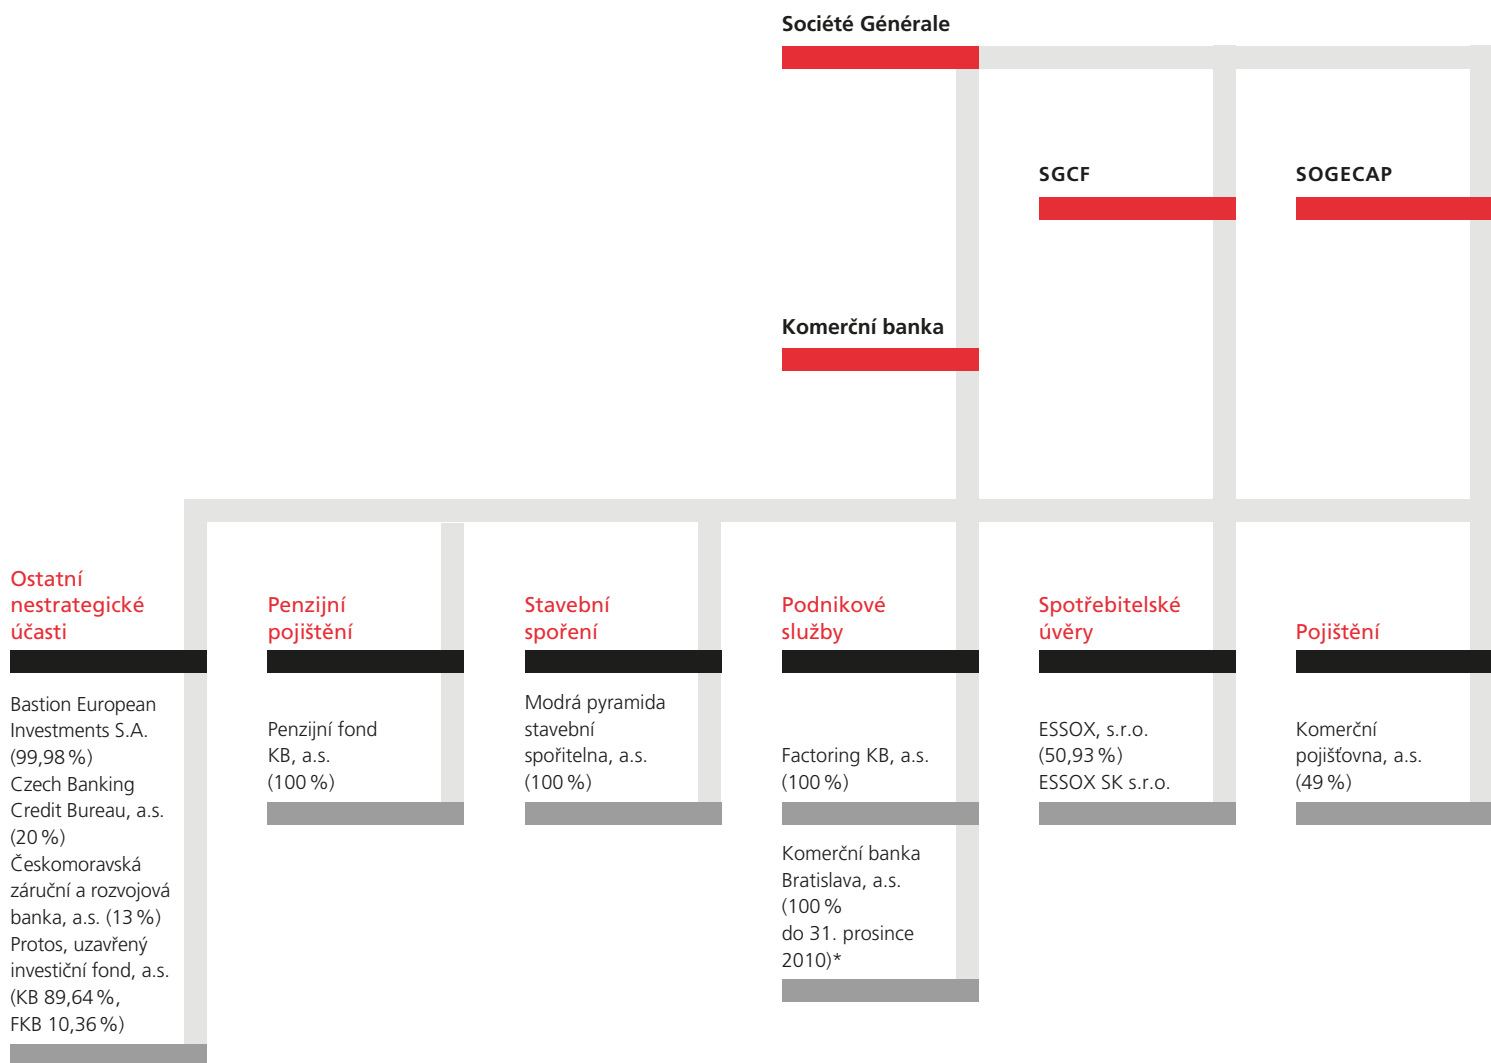 Société Générale
SGCF
SOGECAP
Komerční banka
Ostatní
nestrategické
účasti
Bastion European
Investments S.A.
(99,98 %)
Czech Banking
Credit Bureau, a.s.
(20 %)
Českomoravská
záruční a rozvojová
banka, a.s. (13 %)
Protos, uzavřený
investiční fond, a.s.
(KB 89,64 %,
FKB 10,36 %)
Penzijní
pojištění
Penzijní fond
KB, a.s.
(100 %)
Stavební
spoření
Modrá pyramida
stavební
spořitelna, a.s.
(100 %)
Podnikové
služby
Factoring KB, a.s.
(100 %)
Komerční banka
Bratislava, a.s.
(100 %
do 31. prosince
2010)*
Spotřebitelské
úvěry
ESSOX, s.r.o.
(50,93 %)
ESSOX SK s.r.o.
Pojištění
Komerční
pojišťovna, a.s.
(49 %)